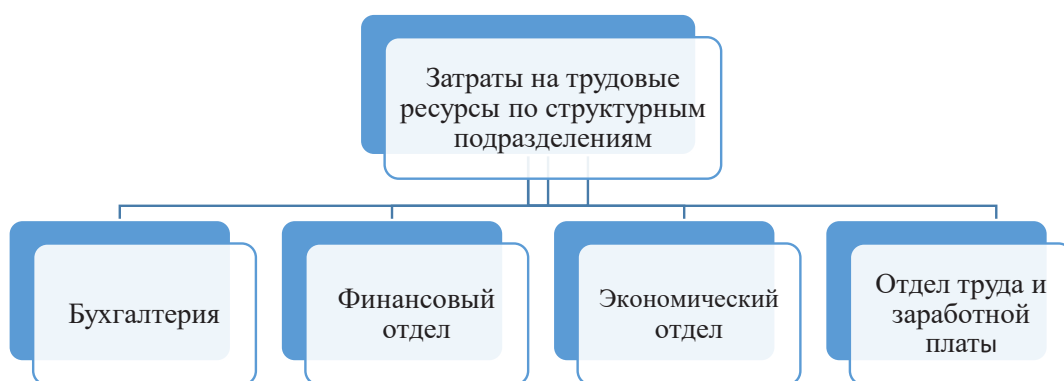 Затраты на трудовые
ресурсы по структурным
подразделениям
Бухгалтерия
Финансовый
отдел
Экономический
отдел
Отдел труда и
заработной
платы